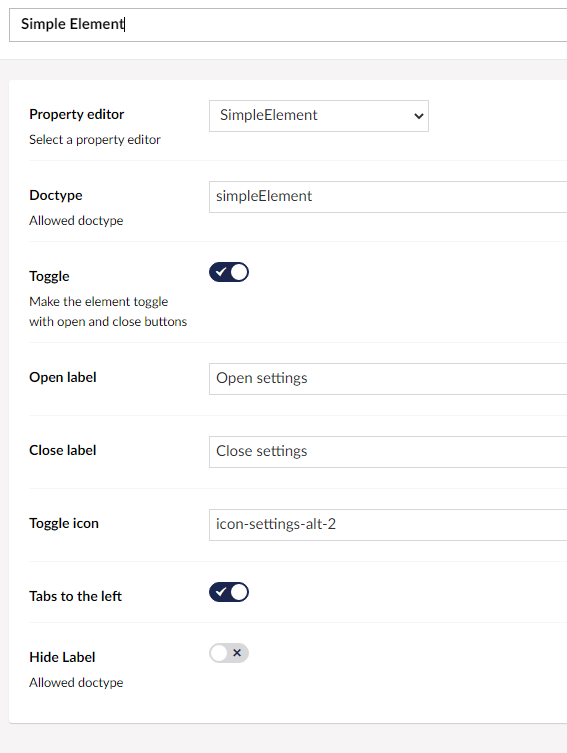 Simple Element
Property editor
SimpleElement
Select a property editor
Doctype
simpleElement
Allowed doctype
Toggle
Make the element toggle
with open and close buttons
Open label
Open settings
Close label
Close settings
Toggle icon
icon-settings-alt-2
Tabs to the left
Hide Label
Allowed doctype